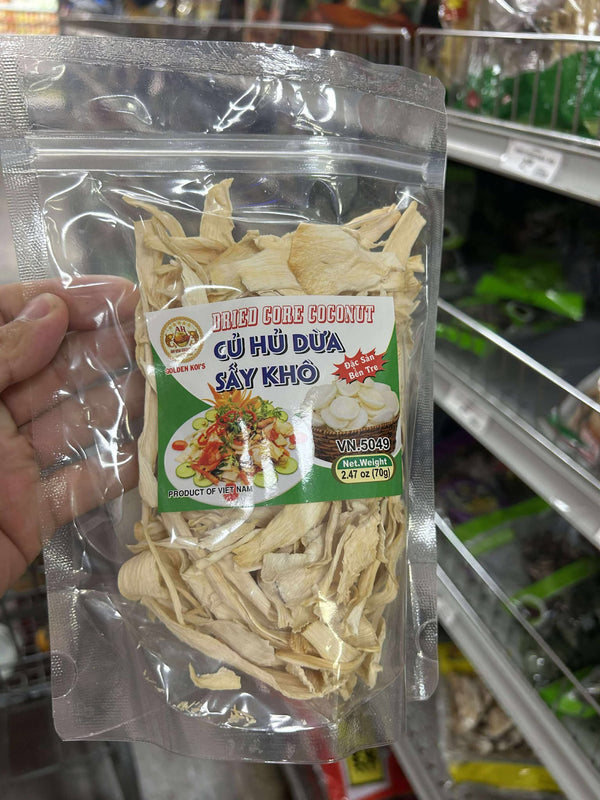 DRIED CORE COCONUT
CỦ HỦ DỪA
SẤY KHÔ
GOLDEN KOI'S
Đặc Sản
Bến Tre
VN.5049
Net.Weight
2.47 oz (70g)
PRODUCT OF VIET NAM